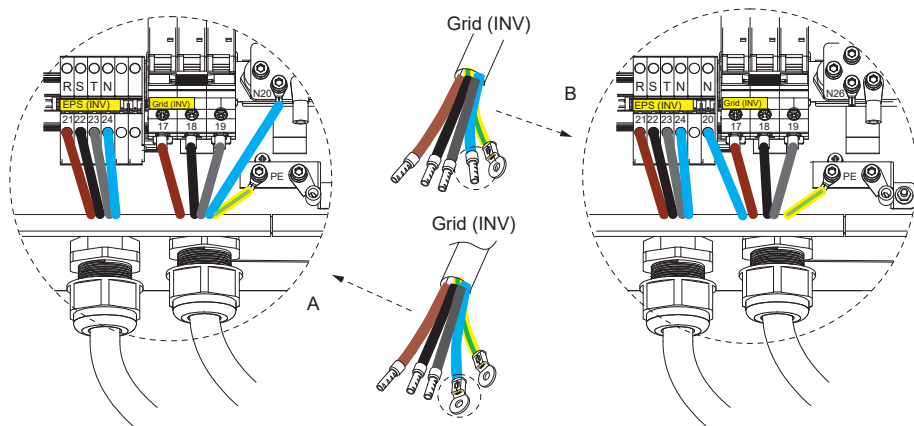 Grid (INV)
R S T N
N20
EPS (INV)
Grid (INV)
21 22 23 24
17 18 19
PE
A
Grid (INV)
B
R S T N N
N26
EPS (INV)
Grid (INV)
21 22 23 24 20
17 18 19
PE